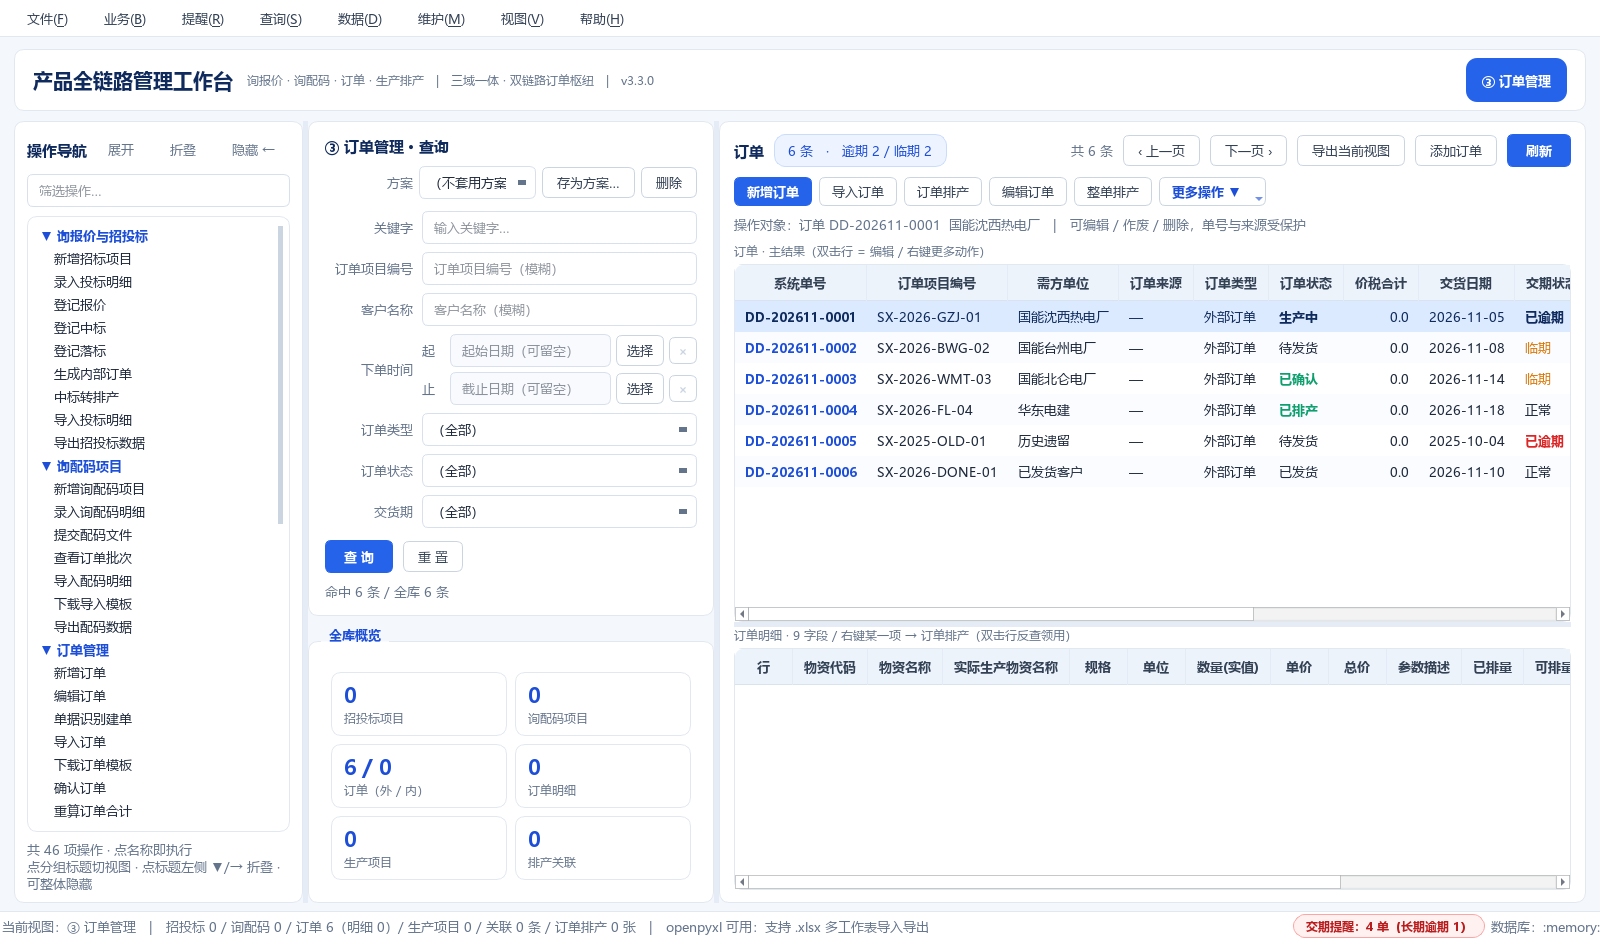 文件(F) 业务(B) 提醒(R) 查询(S) 数据(D) 维护(M) 视图(V) 帮助(H)
产品全链路管理工作台 询报价 · 询配码 · 订单 · 生产排产 | 三域一体 · 双链路订单枢纽 | v3.3.0
③ 订单管理
操作导航 展开 折叠 隐藏 ←
筛选操作...
▼ 询报价与招投标
新增招标项目
录入投标明细
登记报价
登记中标
登记落标
生成内部订单
中标转排产
导入投标明细
导出招投标数据
▼ 询配码项目
新增询配码项目
录入询配码明细
提交配码文件
查看订单批次
导入配码明细
下载导入模板
导出配码数据
▼ 订单管理
新增订单
编辑订单
单据识别建单
导入订单
下载订单模板
确认订单
重算订单合计
共 46 项操作 · 点名称即执行
点分组标题切视图 · 点标题左侧 ▼/→ 折叠 ·
可整体隐藏
③ 订单管理 · 查询
方案 (不套用方案 存为方案... 删除
关键字 输入关键字...
订单项目编号 订单项目编号（模糊）
客户名称 客户名称（模糊）
下单时间
起 起始日期（可留空） 选择 ×
止 截止日期（可留空） 选择 ×
订单类型 （全部）
订单状态 （全部）
交货期 （全部）
查 询 重 置
命中 6 条 / 全库 6 条
全库概览
0 招投标项目
0 询配码项目
6 / 0 订单（外 / 内）
0 订单明细
0 生产项目
0 排产关联
订单 6 条 · 逾期 2 / 临期 2 共 6 条 ‹ 上一页 下一页 › 导出当前视图 添加订单 刷新
新增订单 导入订单 订单排产 编辑订单 整单排产 更多操作 ▼
操作对象：订单 DD-202611-0001 国能沈西热电厂 | 可编辑 / 作废 / 删除，单号与来源受保护
订单 · 主结果（双击行 = 编辑 / 右键更多动作）
系统单号 订单项目编号 需方单位 订单来源 订单类型 订单状态 价税合计 交货日期 交期状态
DD-202611-0001 SX-2026-GZJ-01 国能沈西热电厂 — 外部订单 生产中 0.0 2026-11-05 已逾期
DD-202611-0002 SX-2026-BWG-02 国能台州电厂 — 外部订单 待发货 0.0 2026-11-08 临期
DD-202611-0003 SX-2026-WMT-03 国能北仑电厂 — 外部订单 已确认 0.0 2026-11-14 临期
DD-202611-0004 SX-2026-FL-04 华东电建 — 外部订单 已排产 0.0 2026-11-18 正常
DD-202611-0005 SX-2025-OLD-01 历史遗留 — 外部订单 待发货 0.0 2025-10-04 已逾期
DD-202611-0006 SX-2026-DONE-01 已发货客户 — 外部订单 已发货 0.0 2026-11-10 正常
订单明细 · 9 字段 / 右键某一项 → 订单排产（双击行反查领用）
行 物资代码 物资名称 实际生产物资名称 规格 单位 数量(实值) 单价 总价 参数描述 已排量 可排量
当前视图：③ 订单管理 | 招投标 0 / 询配码 0 / 订单 6（明细 0）/ 生产项目 0 / 关联 0 条 / 订单排产 0 张 | openpyxl 可用：支持 .xlsx 多工作表导入导出
交期提醒：4 单（长期逾期 1） 数据库：:memory: